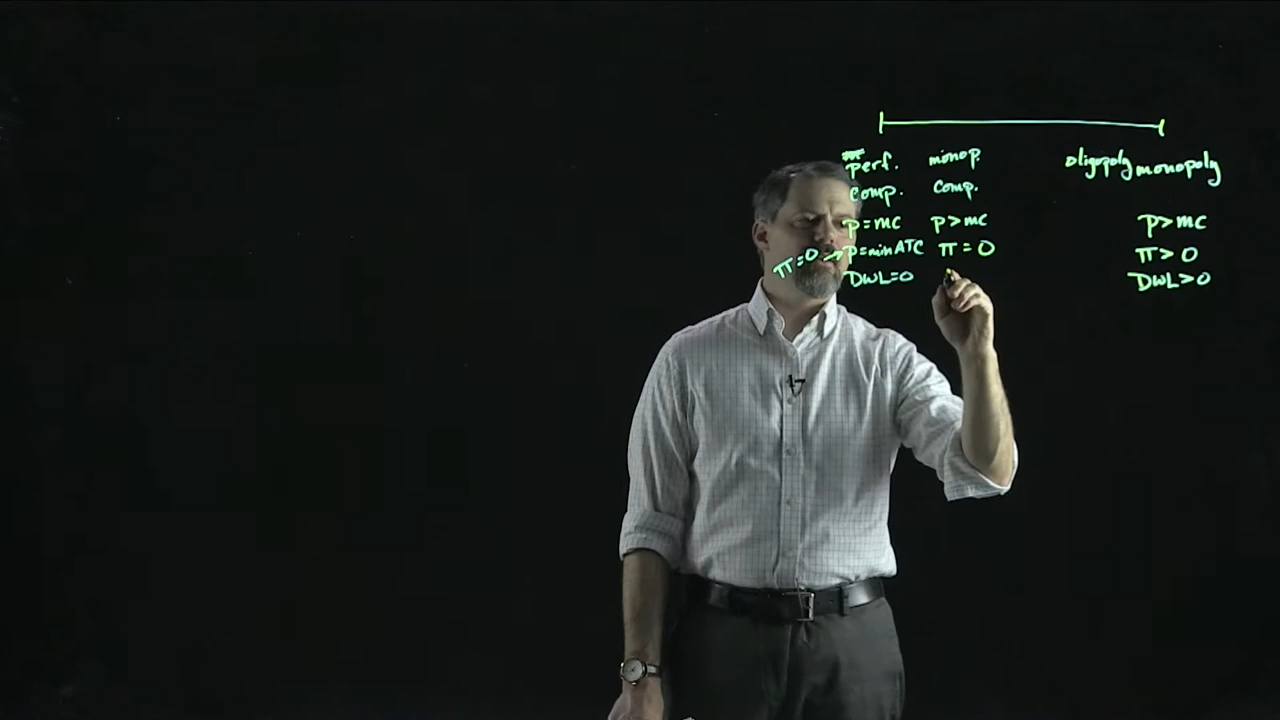 perf. monop. oligopoly monopoly
comp. comp.
p=mc p>mc p>mc
π=0 → p=minATC π=0 π>0
DWL=0 DWL>0